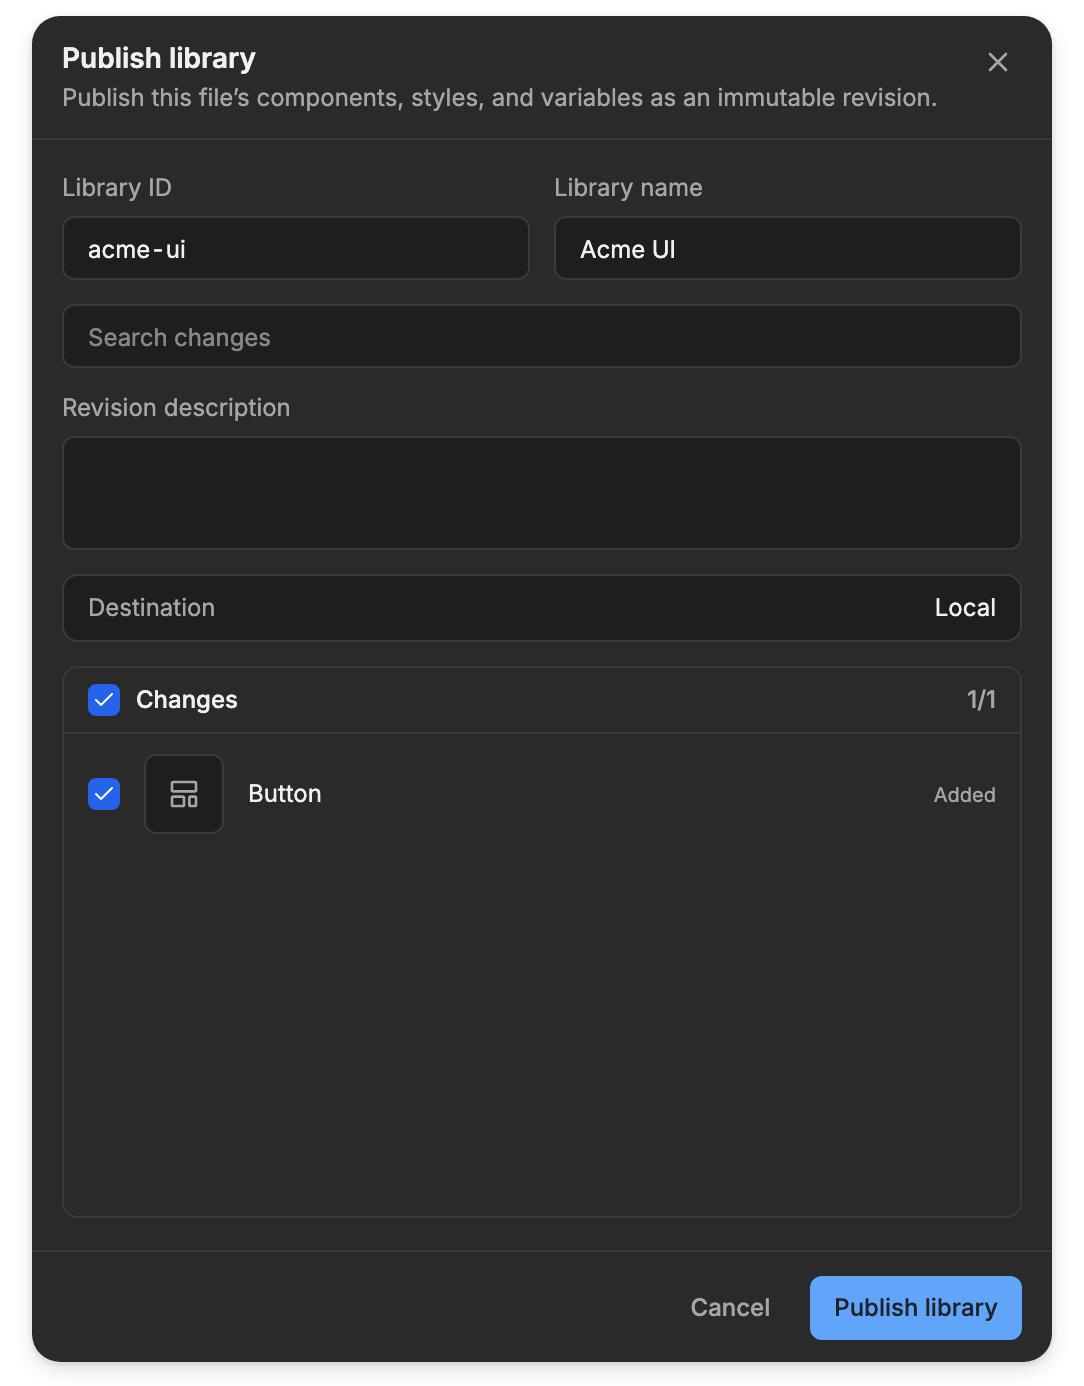 Publish library
Publish this file’s components, styles, and variables as an immutable revision.
Library ID
Library name
acme-ui
Acme UI
Search changes
Revision description
Destination
Local
Changes
1/1
Button
Added
Cancel
Publish library